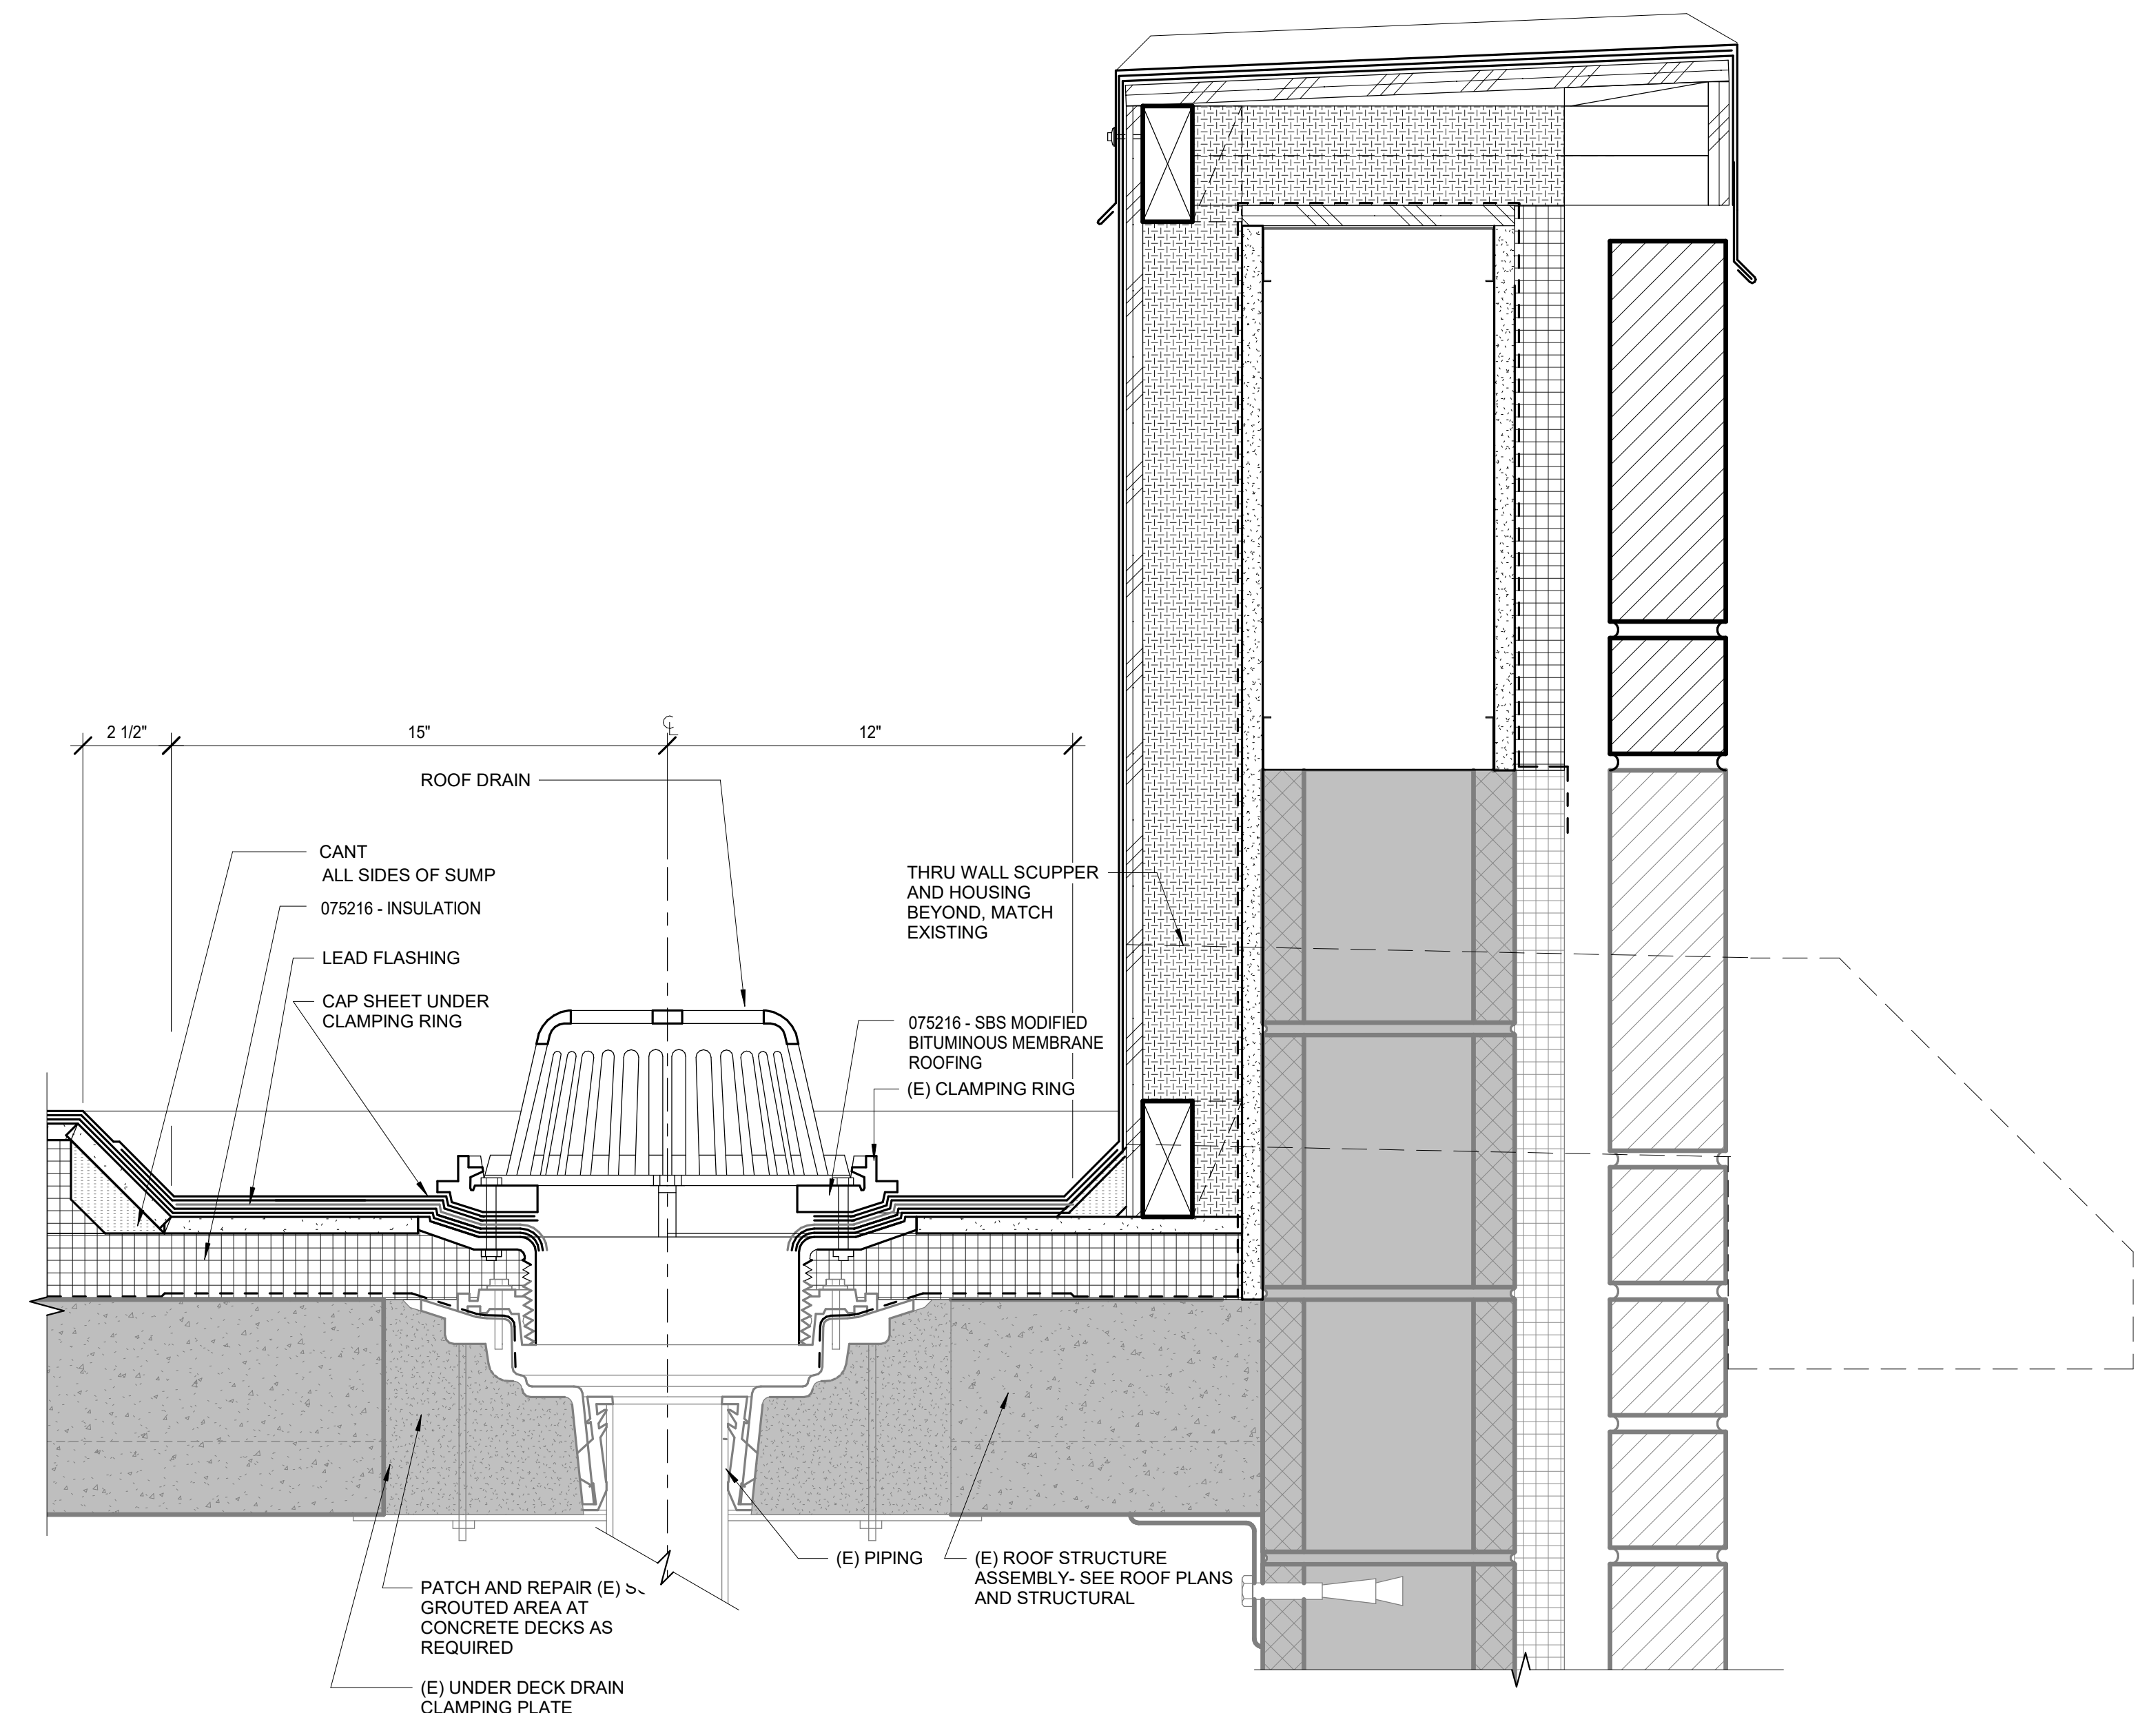 2 1/2"
15"
℄
12"
ROOF DRAIN
CANT
ALL SIDES OF SUMP
075216 - INSULATION
LEAD FLASHING
CAP SHEET UNDER
CLAMPING RING
THRU WALL SCUPPER
AND HOUSING
BEYOND, MATCH
EXISTING
075216 - SBS MODIFIED
BITUMINOUS MEMBRANE
ROOFING
(E) CLAMPING RING
(E) PIPING
(E) ROOF STRUCTURE
ASSEMBLY- SEE ROOF PLANS
AND STRUCTURAL
PATCH AND REPAIR (E)
GROUTED AREA AT
CONCRETE DECKS AS
REQUIRED
(E) UNDER DECK DRAIN
CLAMPING PLATE